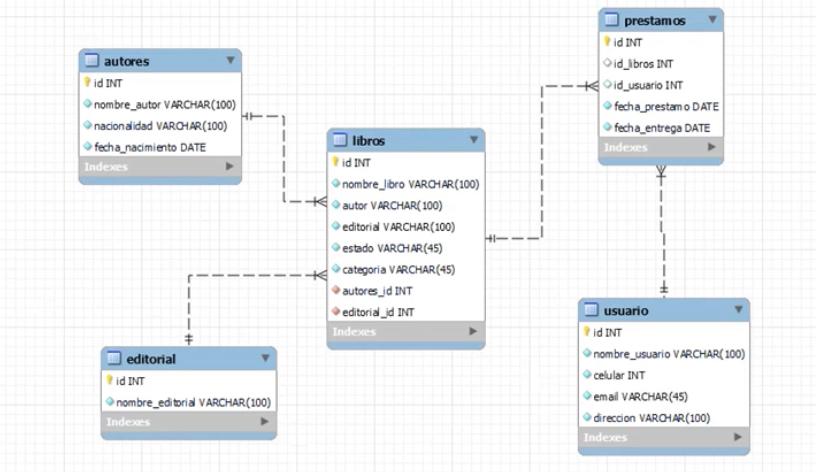 autores
id INT
nombre_autor VARCHAR(100)
nacionalidad VARCHAR(100)
fecha_nacimiento DATE
Indexes
libros
id INT
nombre_libro VARCHAR(100)
autor VARCHAR(100)
editorial VARCHAR(100)
estado VARCHAR(45)
categoria VARCHAR(45)
autores_id INT
editorial_id INT
Indexes
prestamos
id INT
id_libros INT
id_usuario INT
fecha_prestamo DATE
fecha_entrega DATE
Indexes
editorial
id INT
nombre_editorial VARCHAR(100)
Indexes
usuario
id INT
nombre_usuario VARCHAR(100)
celular INT
email VARCHAR(45)
direccion VARCHAR(100)
Indexes